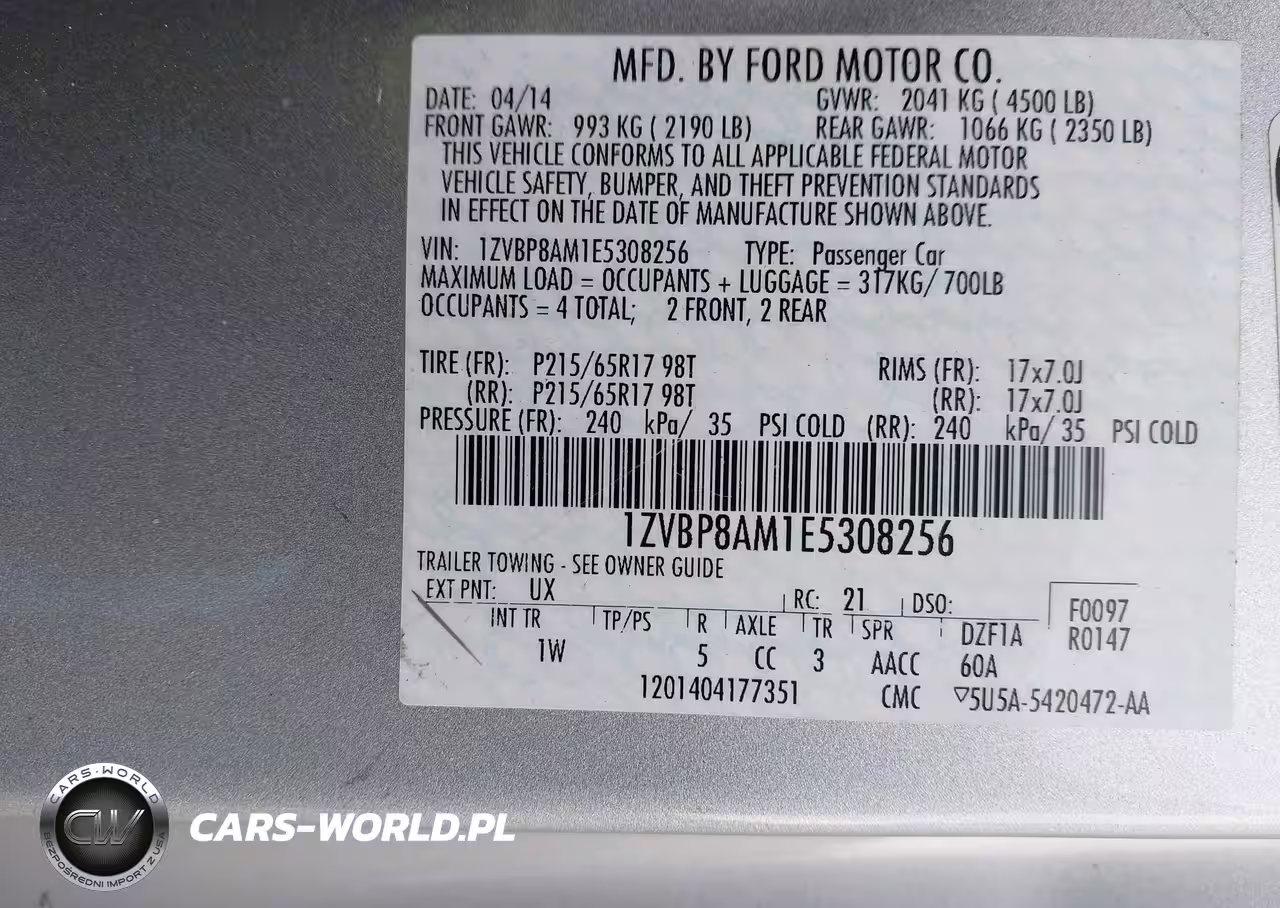 MFD. BY FORD MOTOR CO.
DATE: 04/14 GVWR: 2041 KG ( 4500 LB)
FRONT GAWR: 993 KG ( 2190 LB) REAR GAWR: 1066 KG ( 2350 LB)
THIS VEHICLE CONFORMS TO ALL APPLICABLE FEDERAL MOTOR
VEHICLE SAFETY, BUMPER, AND THEFT PREVENTION STANDARDS
IN EFFECT ON THE DATE OF MANUFACTURE SHOWN ABOVE.
VIN: 1ZVBP8AM1E5308256 TYPE: Passenger Car
MAXIMUM LOAD = OCCUPANTS + LUGGAGE = 317KG/ 700LB
OCCUPANTS = 4 TOTAL; 2 FRONT, 2 REAR
TIRE (FR): P215/65R17 98T RIMS (FR): 17x7.0J
(RR): P215/65R17 98T (RR): 17x7.0J
PRESSURE (FR): 240 kPa/ 35 PSI COLD (RR): 240 kPa/ 35 PSI COLD
1ZVBP8AM1E5308256
TRAILER TOWING - SEE OWNER GUIDE
EXT PNT: UX RC: 21 DSO: F0097
INT TR TP/PS R AXLE TR SPR DZF1A R0147
1W 5 CC 3 AACC 60A
1201404177351 CMC ▽5U5A-5420472-AA
CARS-WORLD
CW
BEZPOŚREDNI IMPORT Z USA
CARS-WORLD.PL